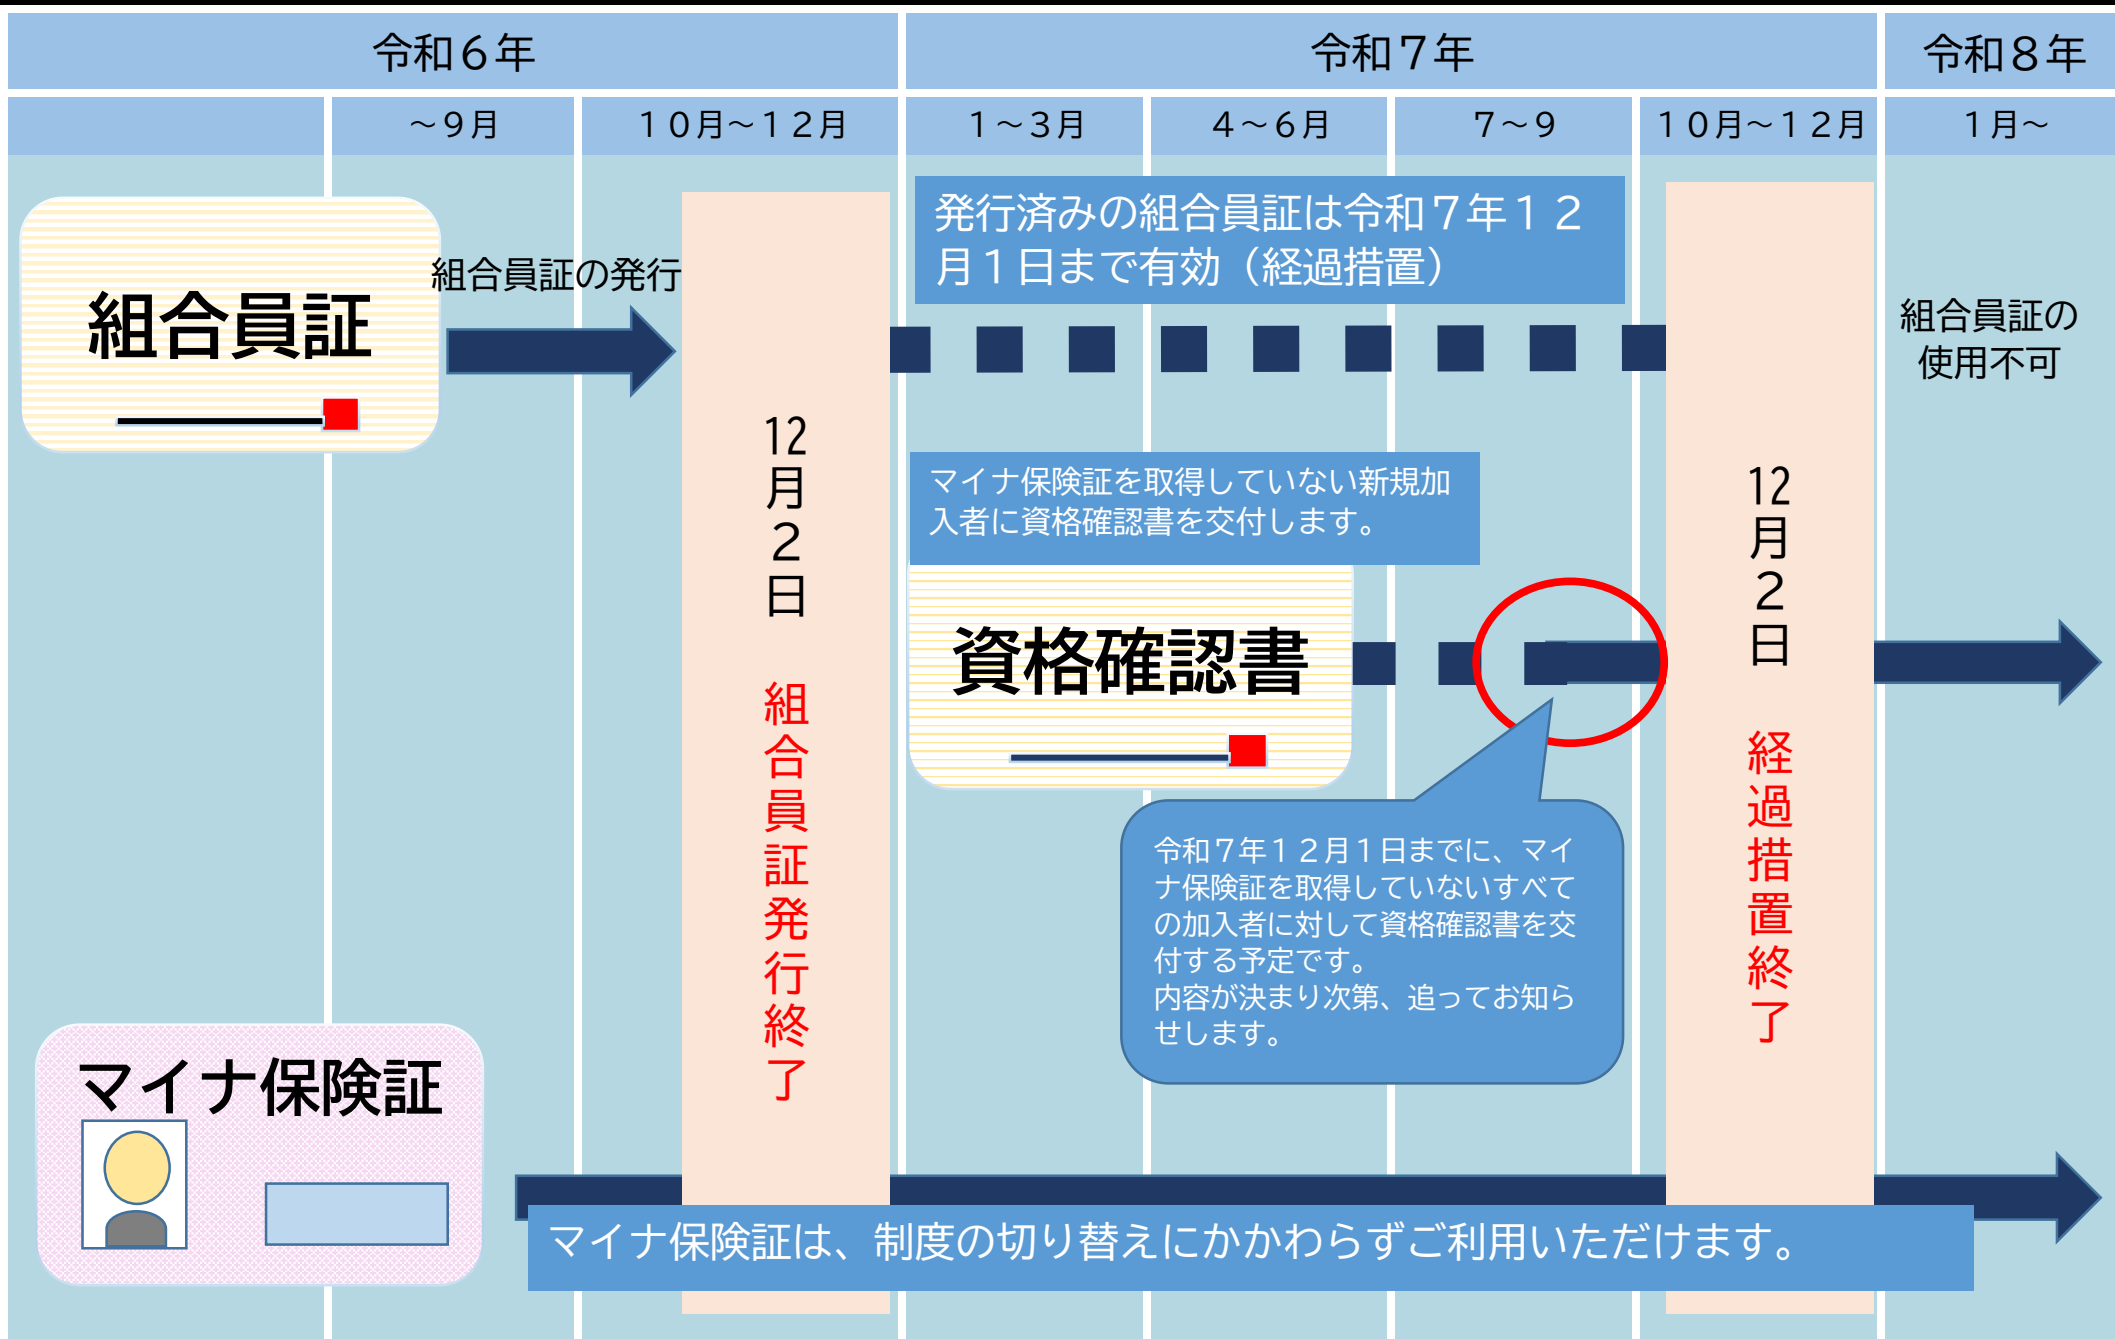 令和６年
令和７年
令和８年
～９月
１０月～１２月
１～３月
４～６月
７～９
１０月～１２月
１月～
組合員証
組合員証の発行
発行済みの組合員証は令和７年１２
月１日まで有効（経過措置）
組合員証の
使用不可
12月２日　組合員証発行終了
マイナ保険証を取得していない新規加
入者に資格確認書を交付します。
資格確認書
12月２日　経過措置終了
令和７年１２月１日までに、マイ
ナ保険証を取得していないすべて
の加入者に対して資格確認書を交
付する予定です。
内容が決まり次第、追ってお知ら
せします。
マイナ保険証
マイナ保険証は、制度の切り替えにかかわらずご利用いただけます。